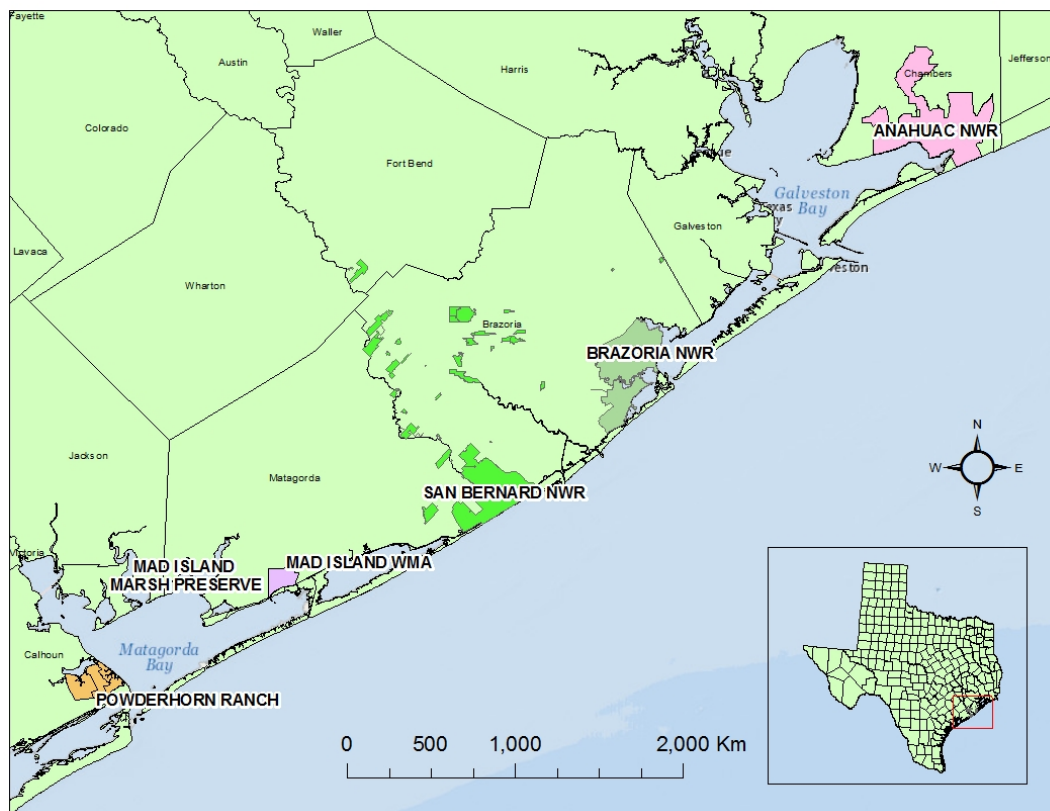 Fayette
Waller
Austin
Harris
Chambers
Jefferson
Colorado
ANAHUAC NWR
Fort Bend
Galveston
Bay
Galveston
Lavaca
Wharton
Brazoria
BRAZORIA NWR
N
W E
S
Jackson
Matagorda
SAN BERNARD NWR
Victoria
MAD ISLAND
MARSH PRESERVE
MAD ISLAND WMA
Calhoun
Matagorda
Bay
POWDERHORN RANCH
0 500 1,000 2,000 Km